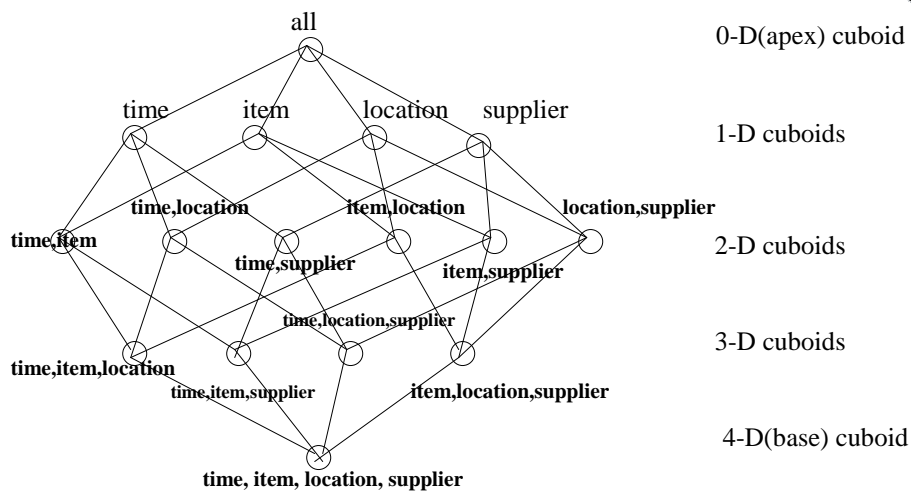 all
0-D(apex) cuboid
time
item
location
supplier
1-D cuboids
time,location
item,location
location,supplier
time,item
time,supplier
item,supplier
2-D cuboids
time,location,supplier
3-D cuboids
time,item,location
time,item,supplier
item,location,supplier
4-D(base) cuboid
time, item, location, supplier